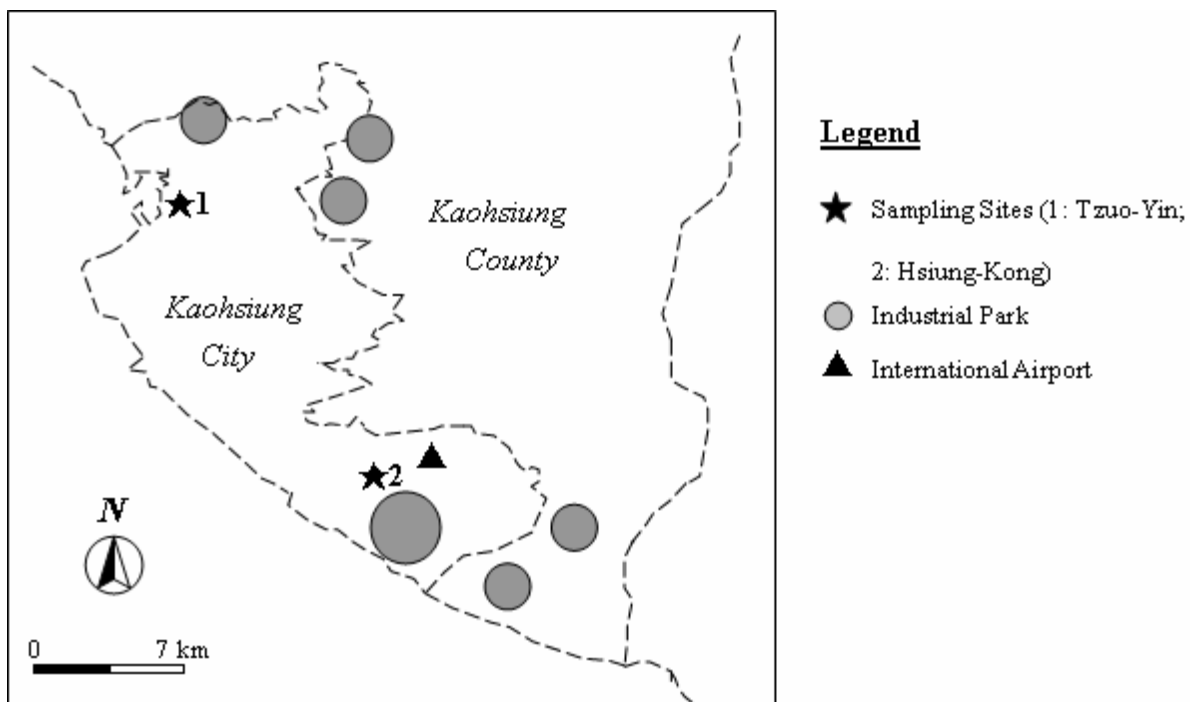 1
Kaohsiung
County
Kaohsiung
City
2
N
0 7 km
Legend
Sampling Sites (1: Tzuo-Yin;
2: Hsiung-Kong)
Industrial Park
International Airport